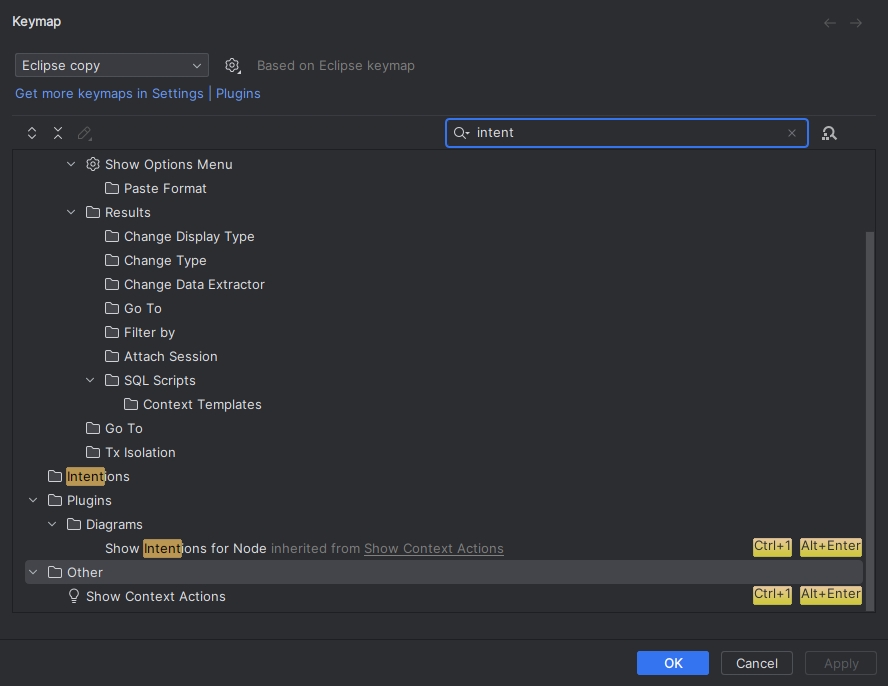 Keymap
Eclipse copy
Based on Eclipse keymap
Get more keymaps in Settings | Plugins
intent
Show Options Menu
Paste Format
Results
Change Display Type
Change Type
Change Data Extractor
Go To
Filter by
Attach Session
SQL Scripts
Context Templates
Go To
Tx Isolation
Intentions
Plugins
Diagrams
Show Intentions for Node inherited from Show Context Actions Ctrl+1 Alt+Enter
Other
Show Context Actions Ctrl+1 Alt+Enter
OK Cancel Apply